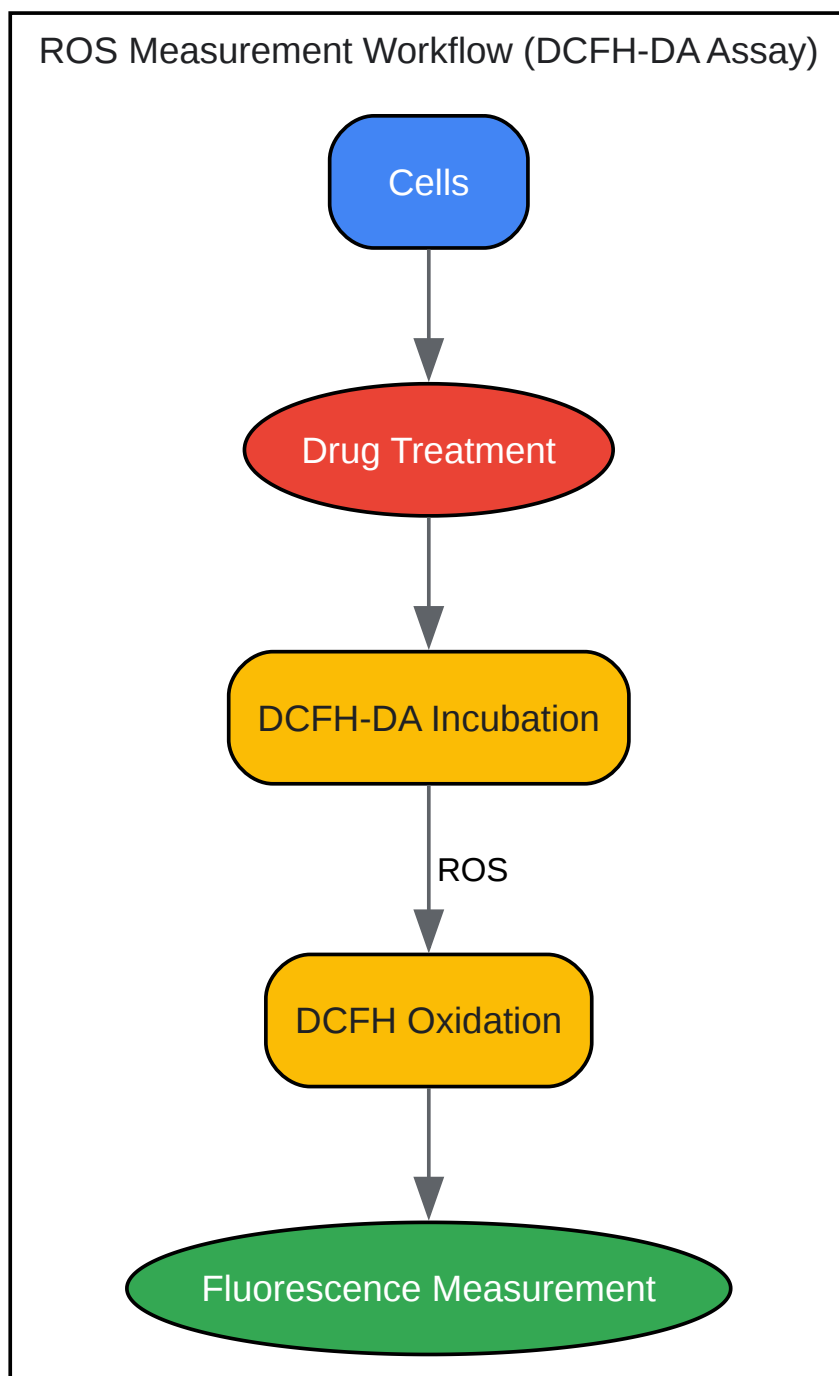 ROS Measurement Workflow (DCFH-DA Assay)
Cells
Drug Treatment
DCFH-DA Incubation
ROS
DCFH Oxidation
Fluorescence Measurement